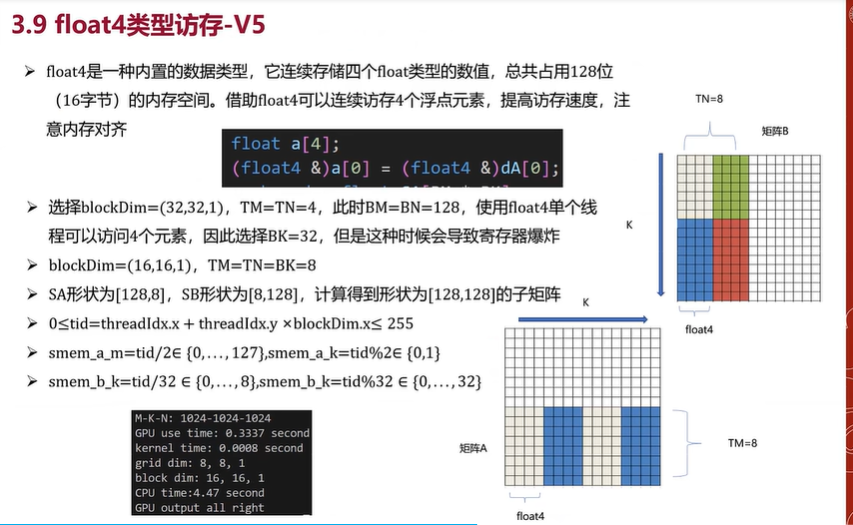 3.9 float4类型访存-V5
➢ float4是一种内置的数据类型，它连续存储四个float类型的数值，总共占用128位
（16字节）的内存空间。借助float4可以连续访存4个浮点元素，提高访存速度，注
意内存对齐
float a[4];
(float4 &)a[0] = (float4 &)dA[0];
➢ 选择blockDim=(32,32,1)，TM=TN=4，此时BM=BN=128，使用float4单个线
程可以访问4个元素，因此选择BK=32，但是这种时候会导致寄存器爆炸
➢ blockDim=(16,16,1)，TM=TN=BK=8
➢ SA形状为[128,8]，SB形状为[8,128]，计算得到形状为[128,128]的子矩阵
➢ 0≤tid=threadIdx.x + threadIdx.y ×blockDim.x≤ 255
➢ smem_a_m=tid/2∈ {0,…,127},smem_a_k=tid%2∈ {0,1}
➢ smem_b_k=tid/32 ∈ {0,…,8},smem_b_k=tid%32 ∈ {0,…,32}
M-K-N: 1024-1024-1024
GPU use time: 0.3337 second
kernel time: 0.0008 second
grid dim: 8, 8, 1
block dim: 16, 16, 1
CPU time:4.47 second
GPU output all right
TN=8
矩阵B
K
float4
K
矩阵A
TM=8
float4